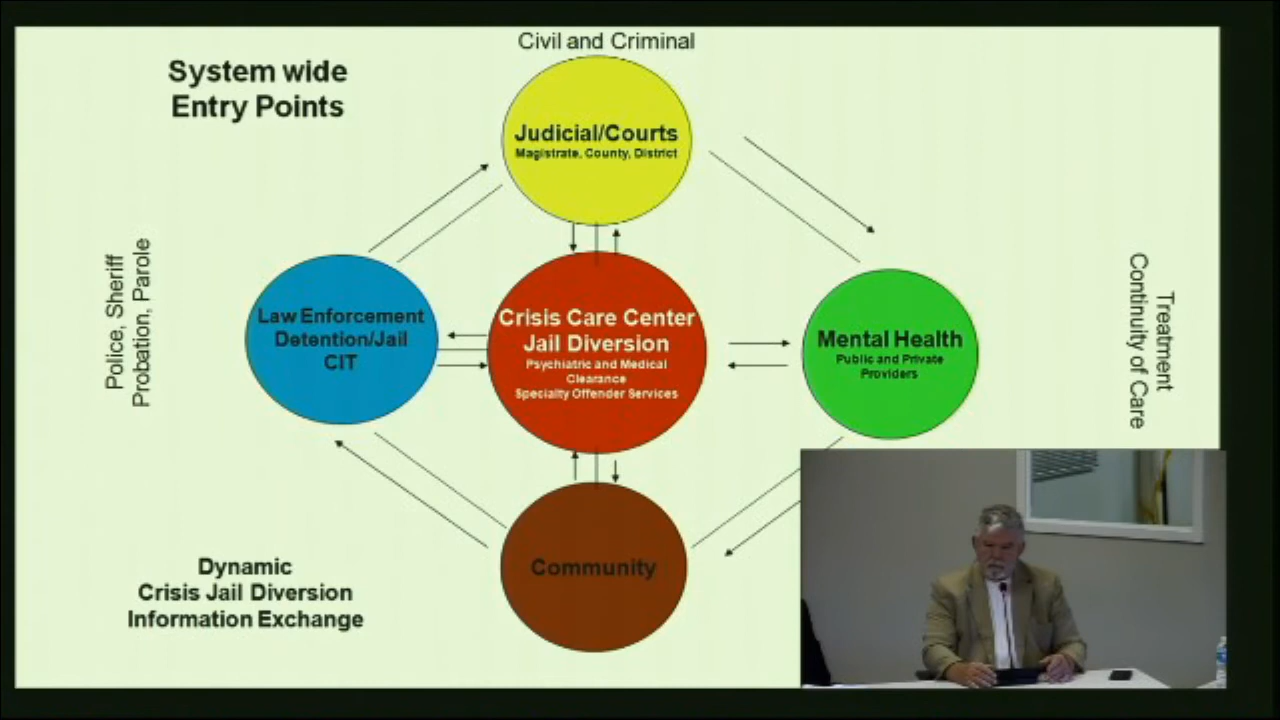 Civil and Criminal
System wide
Entry Points
Judicial/Courts
Magistrate, County, District
Police, Sheriff
Probation, Parole
Law Enforcement
Detention/Jail
CIT
Crisis Care Center
Jail Diversion
Psychiatric and Medical
Clearance
Specialty Offender Services
Mental Health
Public and Private
Providers
Treatment
Continuity of Care
Community
Dynamic
Crisis Jail Diversion
Information Exchange